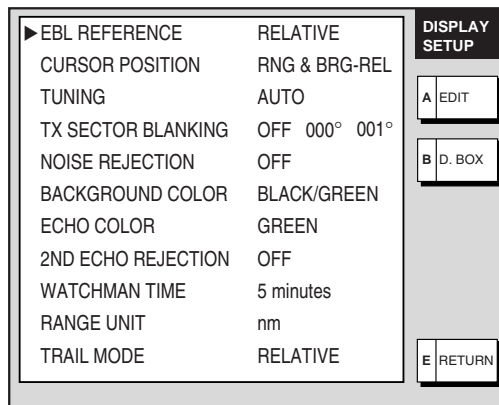 ▶EBL REFERENCE RELATIVE
CURSOR POSITION RNG & BRG-REL
TUNING AUTO
TX SECTOR BLANKING OFF 000° 001°
NOISE REJECTION OFF
BACKGROUND COLOR BLACK/GREEN
ECHO COLOR GREEN
2ND ECHO REJECTION OFF
WATCHMAN TIME 5 minutes
RANGE UNIT nm
TRAIL MODE RELATIVE
DISPLAY
SETUP
A EDIT
B D. BOX
E RETURN